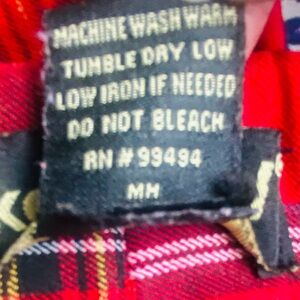 MACHINE WASH WARM
TUMBLE DRY LOW
LOW IRON IF NEEDED
DO NOT BLEACH
RN # 99494
MH